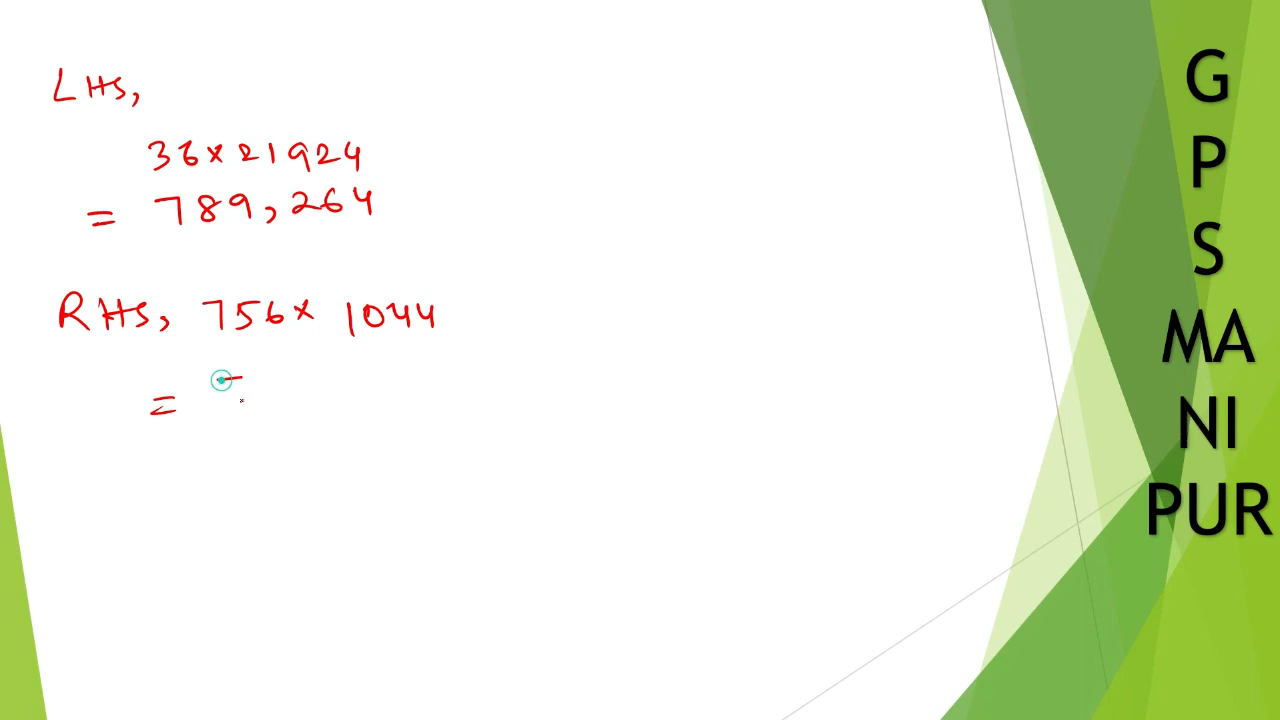 LHS,
36×21924
= 789,264
RHS, 756× 1044
=
G
P
S
MA
NI
PUR